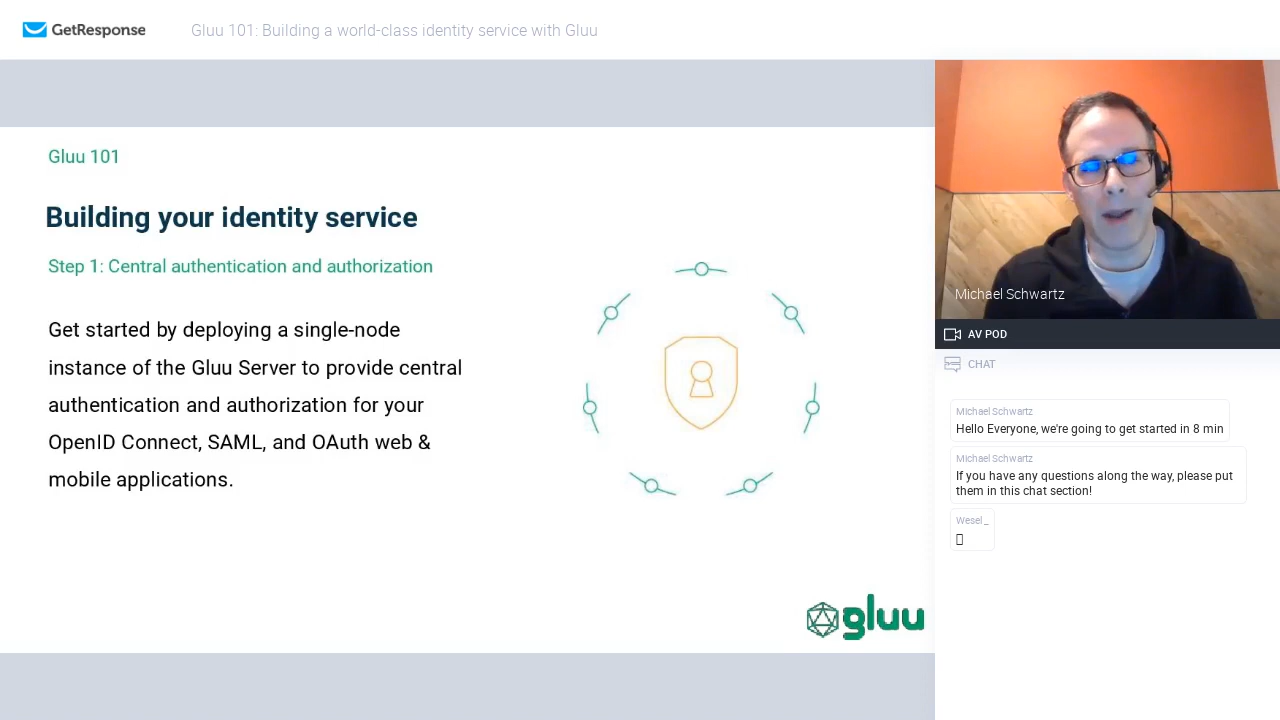 GetResponse
Gluu 101: Building a world-class identity service with Gluu
Gluu 101
Building your identity service
Step 1: Central authentication and authorization
Get started by deploying a single-node
instance of the Gluu Server to provide central
authentication and authorization for your
OpenID Connect, SAML, and OAuth web &
mobile applications.
gluu
Michael Schwartz
AV POD
CHAT
Michael Schwartz
Hello Everyone, we're going to get started in 8 min
Michael Schwartz
If you have any questions along the way, please put
them in this chat section!
Wesel _